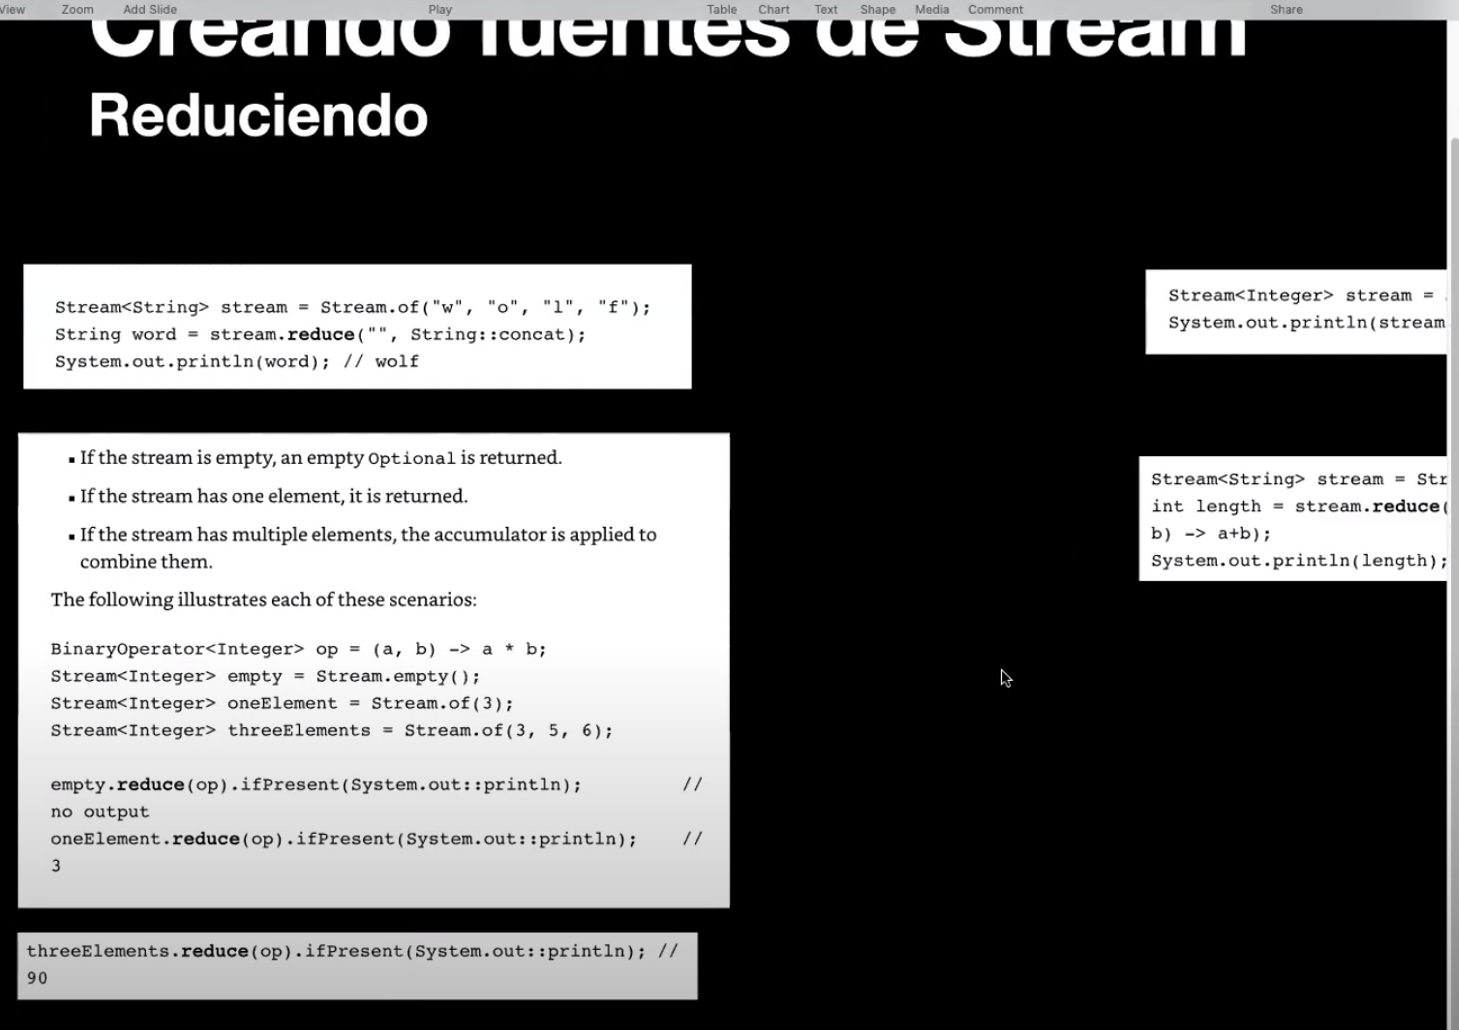 View Zoom Add Slide Play Table Chart Text Shape Media Comment Share
Creando fuentes de Stream
Reduciendo
Stream<String> stream = Stream.of("w", "o", "l", "f");
String word = stream.reduce("", String::concat);
System.out.println(word); // wolf
▪ If the stream is empty, an empty Optional is returned.
▪ If the stream has one element, it is returned.
▪ If the stream has multiple elements, the accumulator is applied to
combine them.
The following illustrates each of these scenarios:
BinaryOperator<Integer> op = (a, b) -> a * b;
Stream<Integer> empty = Stream.empty();
Stream<Integer> oneElement = Stream.of(3);
Stream<Integer> threeElements = Stream.of(3, 5, 6);
empty.reduce(op).ifPresent(System.out::println); //
no output
oneElement.reduce(op).ifPresent(System.out::println); //
3
threeElements.reduce(op).ifPresent(System.out::println); //
90
Stream<Integer> stream =
System.out.println(stream
Stream<String> stream = Str
int length = stream.reduce(
b) -> a+b);
System.out.println(length);